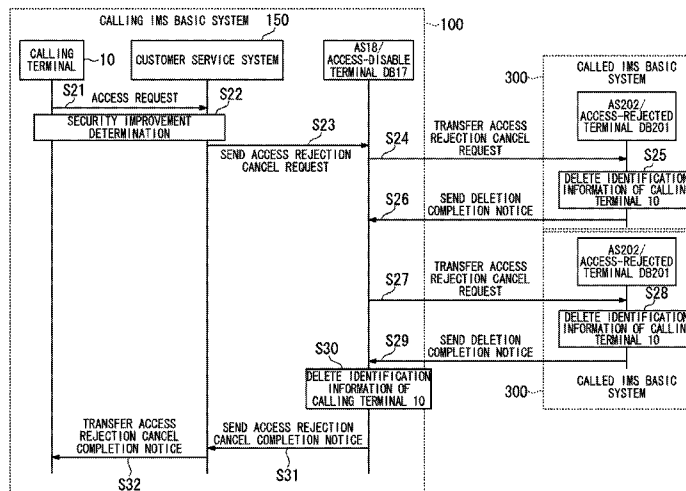 CALLING IMS BASIC SYSTEM
150
100
CALLING
TERMINAL
10
CUSTOMER SERVICE SYSTEM
AS18/
ACCESS-DISABLE
TERMINAL DB17
300
CALLED IMS BASIC
SYSTEM
AS202/
ACCESS-REJECTED
TERMINAL DB201
S21
ACCESS REQUEST
S22
SECURITY IMPROVEMENT
DETERMINATION
S23
SEND ACCESS REJECTION
CANCEL REQUEST
S24
TRANSFER ACCESS
REJECTION CANCEL
REQUEST
S25
DELETE IDENTIFICATION
INFORMATION OF CALLING
TERMINAL 10
S26
SEND DELETION
COMPLETION NOTICE
AS202/
ACCESS-REJECTED
TERMINAL DB201
S27
TRANSFER ACCESS
REJECTION CANCEL
REQUEST
S28
DELETE IDENTIFICATION
INFORMATION OF CALLING
TERMINAL 10
S29
SEND DELETION
COMPLETION NOTICE
300
CALLED IMS BASIC
SYSTEM
S30
DELETE IDENTIFICATION
INFORMATION OF
CALLING TERMINAL 10
SEND ACCESS REJECTION
CANCEL COMPLETION NOTICE
S31
TRANSFER ACCESS
REJECTION CANCEL
COMPLETION NOTICE
S32